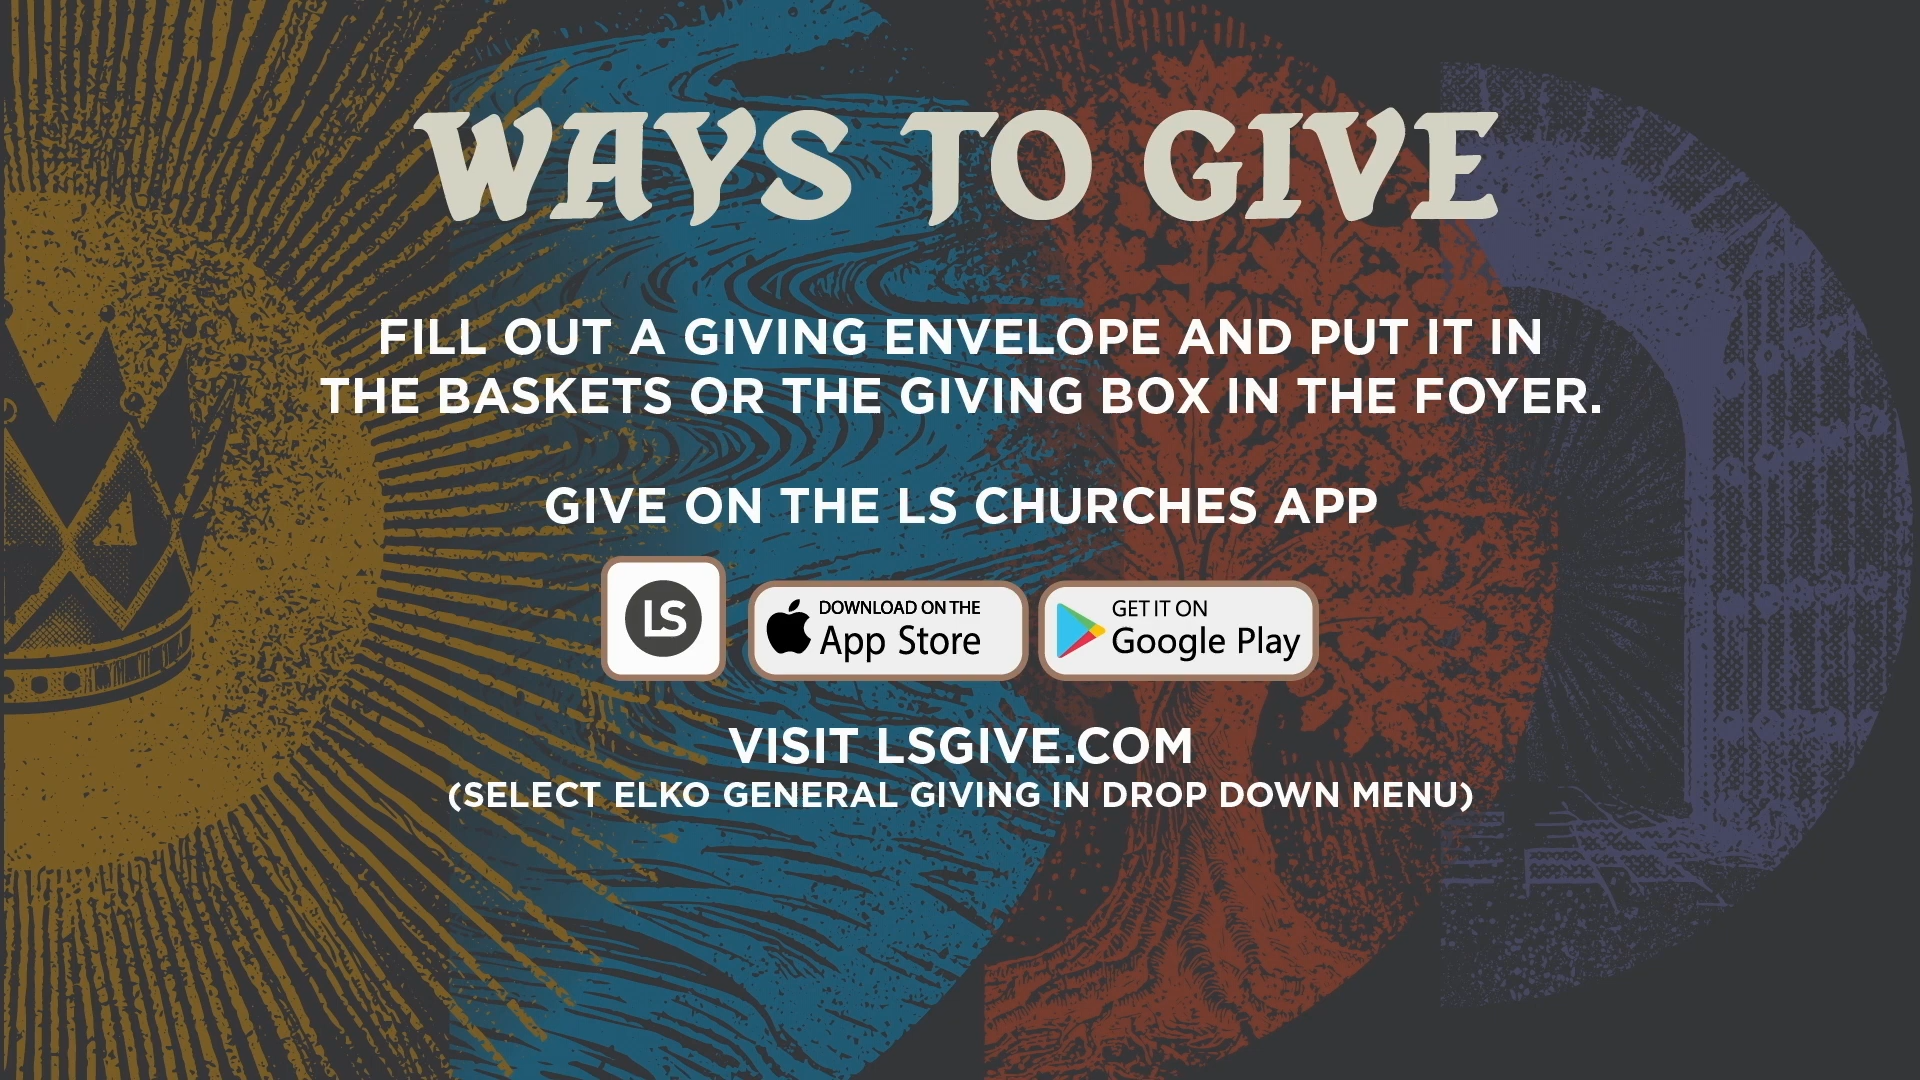 WAYS TO GIVE
FILL OUT A GIVING ENVELOPE AND PUT IT IN
THE BASKETS OR THE GIVING BOX IN THE FOYER.
GIVE ON THE LS CHURCHES APP
LS
DOWNLOAD ON THE
App Store
GET IT ON
Google Play
VISIT LSGIVE.COM
(SELECT ELKO GENERAL GIVING IN DROP DOWN MENU)